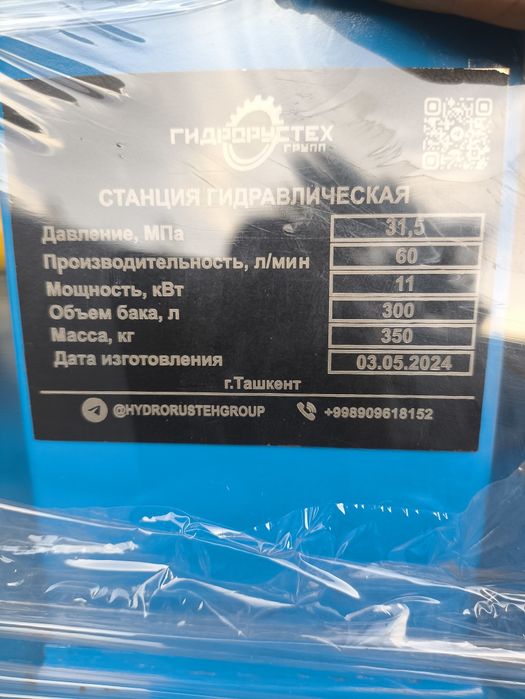 ГИДРОРУСТЕХ
ГРУПП
СТАНЦИЯ ГИДРАВЛИЧЕСКАЯ
Давление, МПа 31,5
Производительность, л/мин 60
Мощность, кВт 11
Объем бака, л 300
Масса, кг 350
Дата изготовления 03.05.2024
г.Ташкент
@HYDRORUSTEHGROUP +998909618152